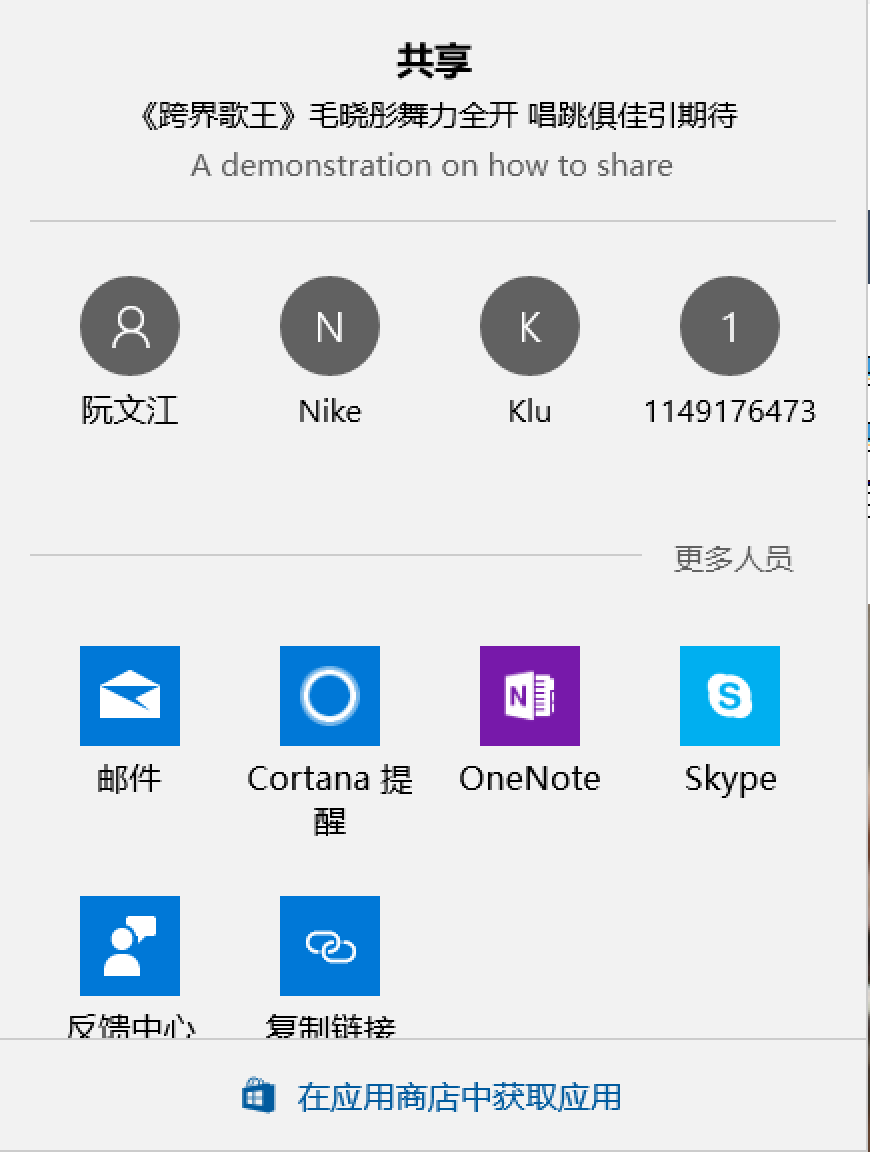 共享
《跨界歌王》毛晓彤舞力全开 唱跳俱佳引期待
A demonstration on how to share
N
K
1
阮文江
Nike
Klu
1149176473
更多人员
N
S
邮件
Cortana 提
醒
OneNote
Skype
反馈中心
复制链接
在应用商店中获取应用